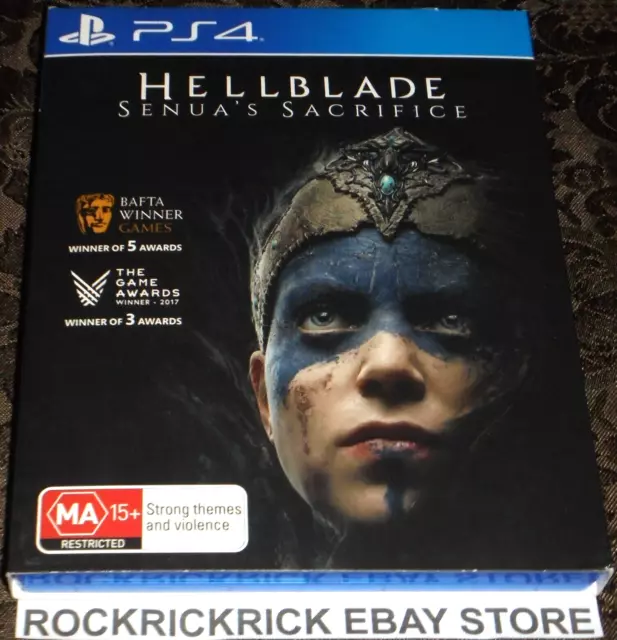 PS4
HELLBLADE
SENUA'S SACRIFICE
BAFTA
WINNER
GAMES
WINNER OF 5 AWARDS
THE
GAME
AWARDS
WINNER - 2017
WINNER OF 3 AWARDS
MA 15+
RESTRICTED
Strong themes
and violence
ROCKRICKRICK EBAY STORE